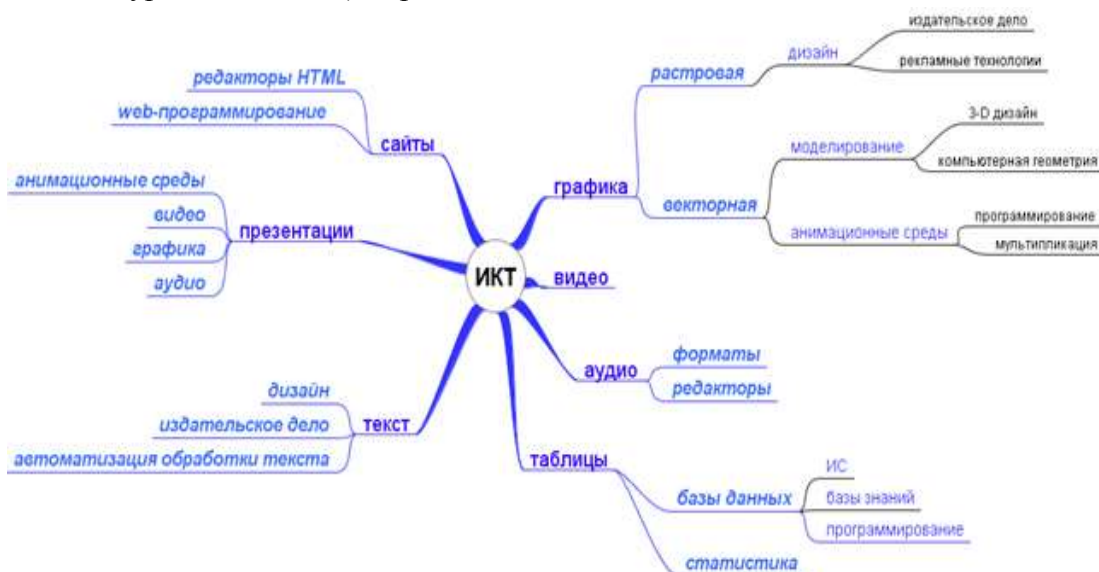 издательское дело
дизайн
рекламные технологии
растровая
редакторы HTML
web-программирование
сайты
3-D дизайн
моделирование
компьютерная геометрия
графика
векторная
программирование
анимационные среды
мультипликация
анимационные среды
видео
презентации
графика
аудио
ИКТ
видео
форматы
аудио
редакторы
дизайн
издательское дело
текст
автоматизация обработки текста
таблицы
ИС
базы данных
базы знаний
программирование
статистика